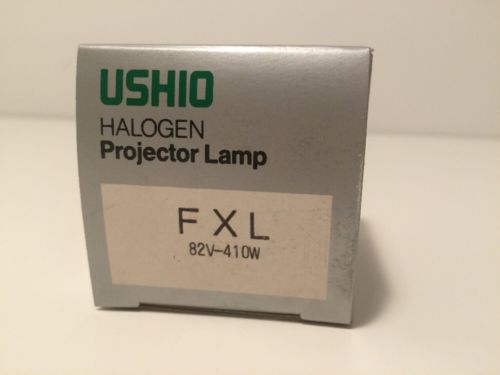 USHIO
HALOGEN
Projector Lamp
FXL
82V-410W